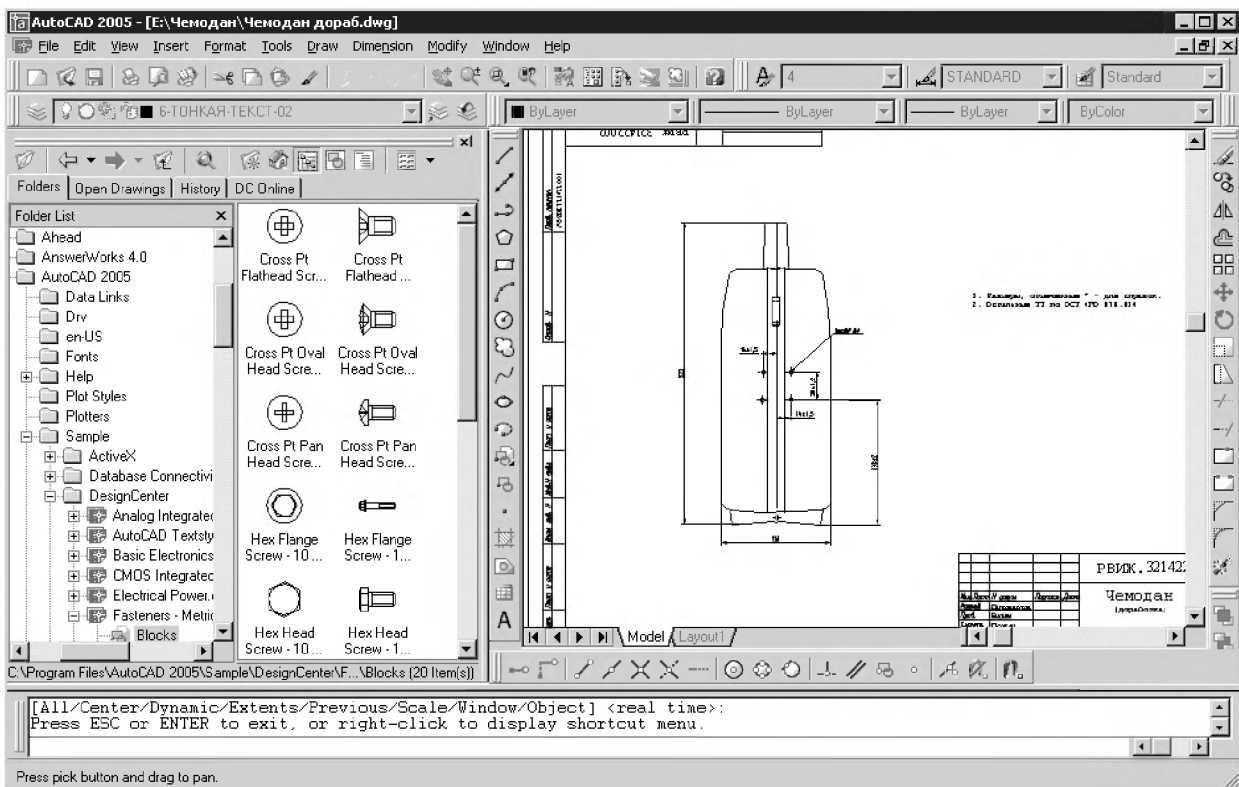 AutoCAD 2005 - [E:\Чемодан\Чемодан дораб.dwg]
File Edit View Insert Format Tools Draw Dimension Modify Window Help
4 STANDARD Standard
6-ТОНКАЯ-ТЕКСТ-02 ByLayer ByLayer ByLayer ByColor
Folders Open Drawings History DC Online
Folder List
Ahead
AnswerWorks 4.0
AutoCAD 2005
Data Links
Drv
en-US
Fonts
Help
Plot Styles
Plotters
Sample
ActiveX
Database Connectivi
DesignCenter
Analog Integrated
AutoCAD Textsty
Basic Electronics
CMOS Integrated
Electrical Power.
Fasteners - Metric
Blocks
Cross Pt Flathead Scr...
Cross Pt Flathead ...
Cross Pt Oval Head Scre...
Cross Pt Oval Head Scre...
Cross Pt Pan Head Scre...
Cross Pt Pan Head Scre...
Hex Flange Screw - 10 ...
Hex Flange Screw - 1...
Hex Head Screw - 10 ...
Hex Head Screw - 1...
C:\Program Files\AutoCAD 2005\Sample\DesignCenter\F...\Blocks (20 Item(s))
РВИЖ.321422
Чемодан
(доработка)
Model Layout1
[All/Center/Dynamic/Extents/Previous/Scale/Window/Object] <real time>:
Press ESC or ENTER to exit, or right-click to display shortcut menu.
Press pick button and drag to pan.